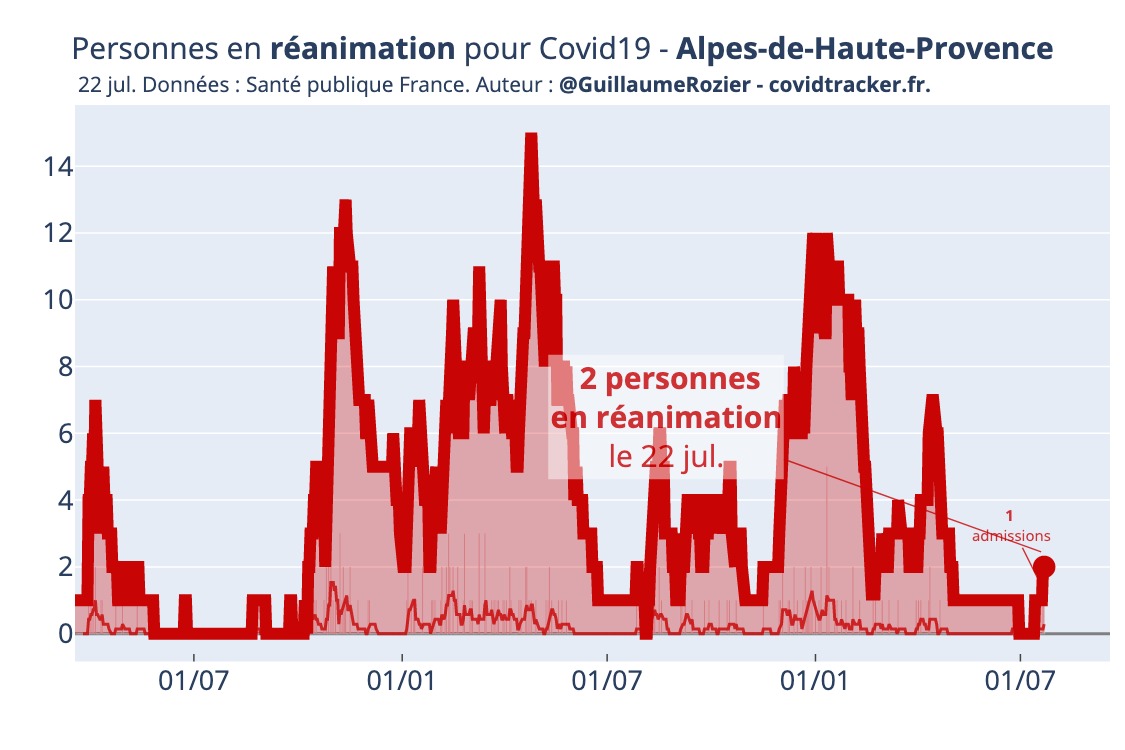 Personnes en réanimation pour Covid19 - Alpes-de-Haute-Provence
22 jul. Données : Santé publique France. Auteur : @GuillaumeRozier - covidtracker.fr.
14
12
10
8
6
4
2
0
2 personnes
en réanimation
le 22 jul.
1
admissions
01/07
01/01
01/07
01/01
01/07